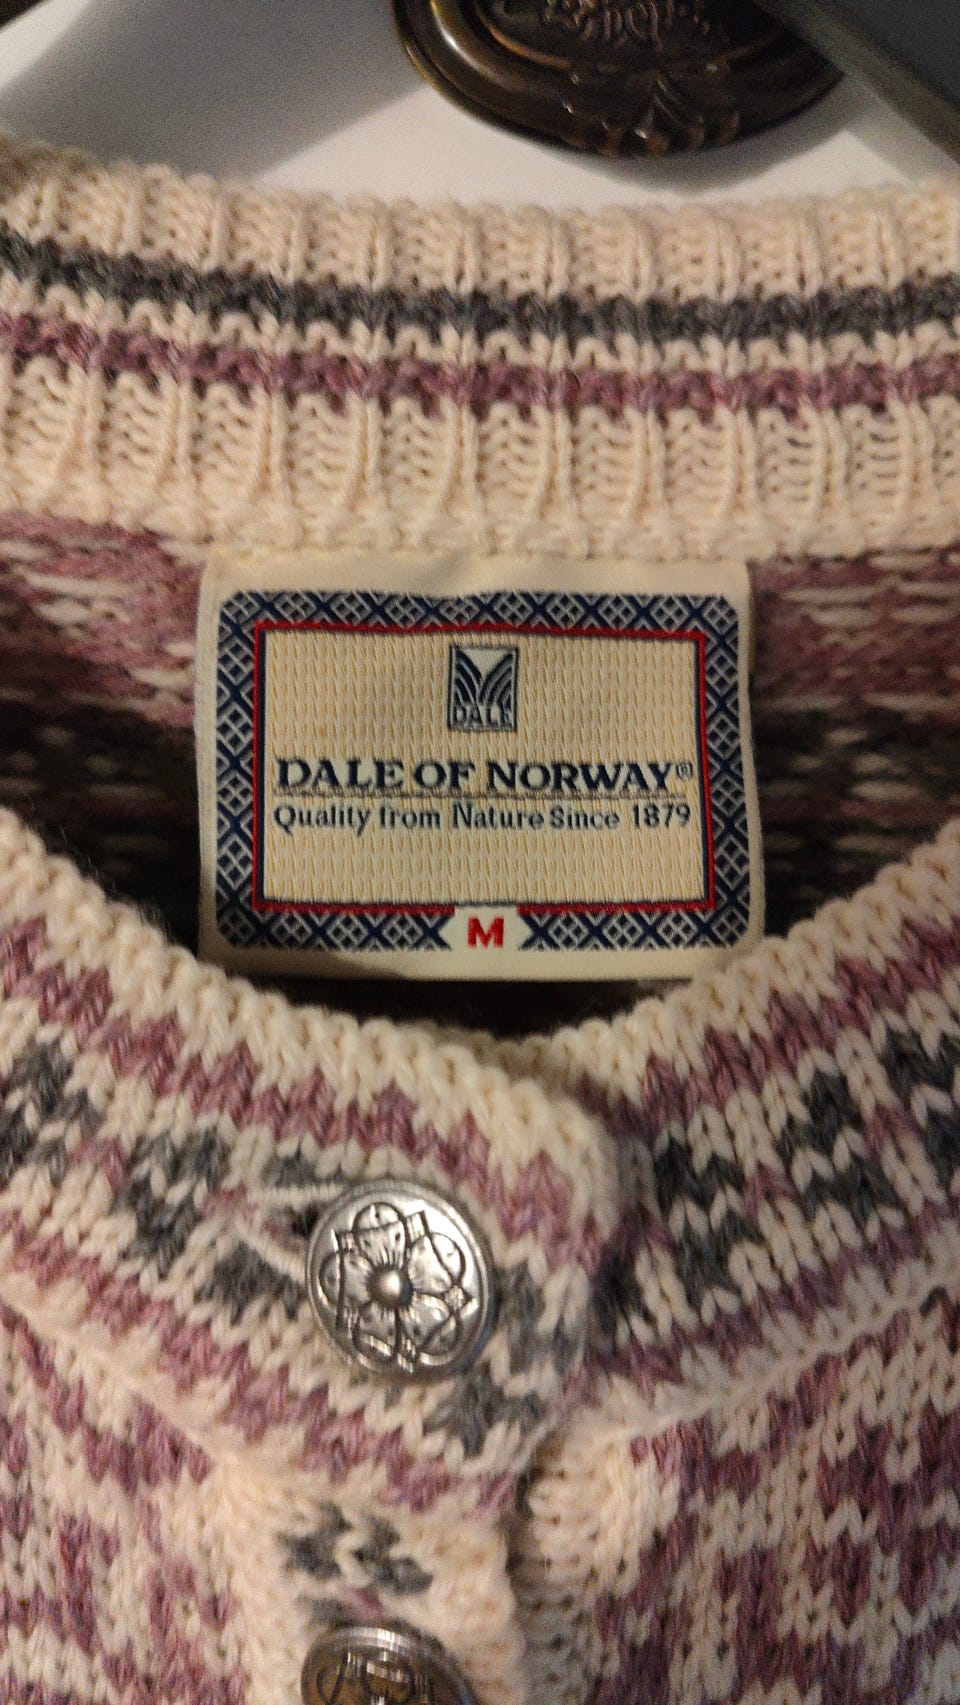 DALE
DALE OF NORWAY®
Quality from Nature Since 1879
M